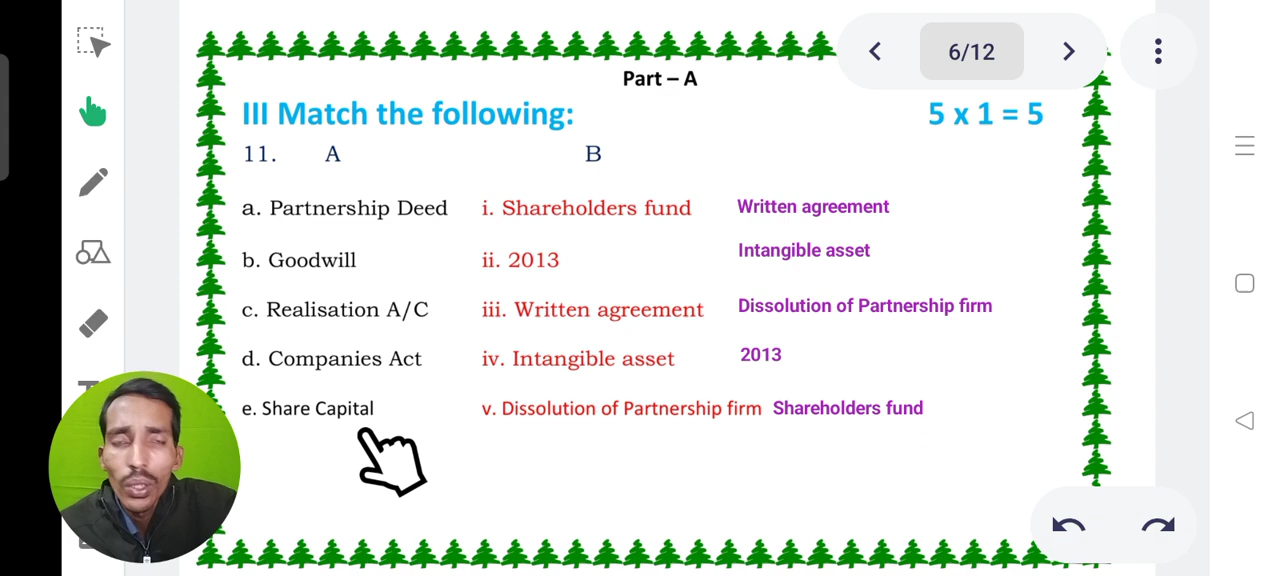 6/12
Part – A
III Match the following: 5 x 1 = 5
11. A B
a. Partnership Deed i. Shareholders fund Written agreement
b. Goodwill ii. 2013 Intangible asset
c. Realisation A/C iii. Written agreement Dissolution of Partnership firm
d. Companies Act iv. Intangible asset 2013
e. Share Capital v. Dissolution of Partnership firm Shareholders fund